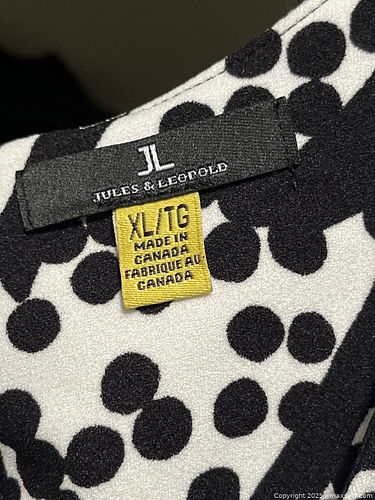 JL
JULES & LEOPOLD
XL/TG
MADE IN
CANADA
FABRIQUE AU
CANADA